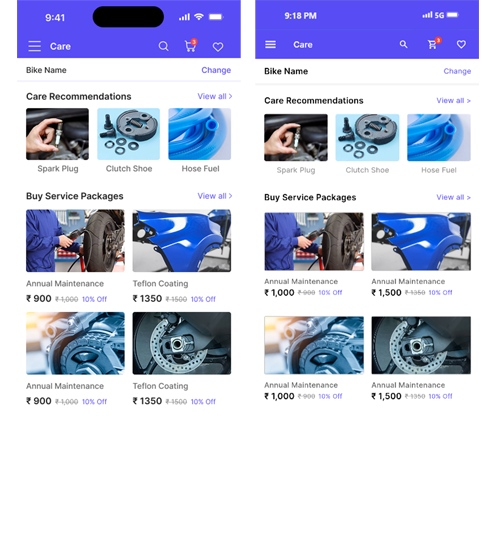 9:41
Care
3
Bike Name Change
Care Recommendations View all >
Spark Plug Clutch Shoe Hose Fuel
Buy Service Packages View all >
Annual Maintenance Teflon Coating
₹ 900 ₹ 1,000 10% Off ₹ 1350 ₹ 1500 10% Off
Annual Maintenance Teflon Coating
₹ 900 ₹ 1,000 10% Off ₹ 1350 ₹ 1500 10% Off
9:18 PM 5G
Care
3
Bike Name Change
Care Recommendations View all >
Spark Plug Clutch Shoe Hose Fuel
Buy Service Packages View all >
Annual Maintenance Annual Maintenance
₹ 1,000 ₹ 900 10% Off ₹ 1,500 ₹ 1350 10% Off
Annual Maintenance Annual Maintenance
₹ 1,000 ₹ 900 10% Off ₹ 1,500 ₹ 1350 10% Off